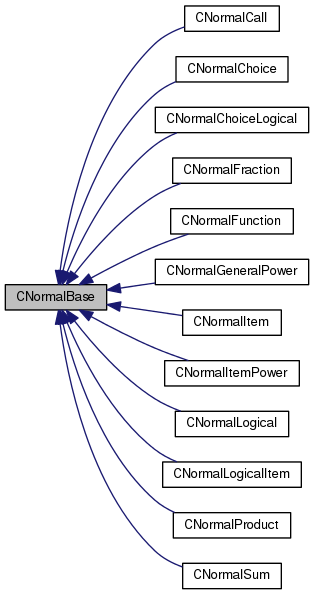 CNormalCall
CNormalChoice
CNormalChoiceLogical
CNormalFraction
CNormalFunction
CNormalGeneralPower
CNormalBase
CNormalItem
CNormalItemPower
CNormalLogical
CNormalLogicalItem
CNormalProduct
CNormalSum